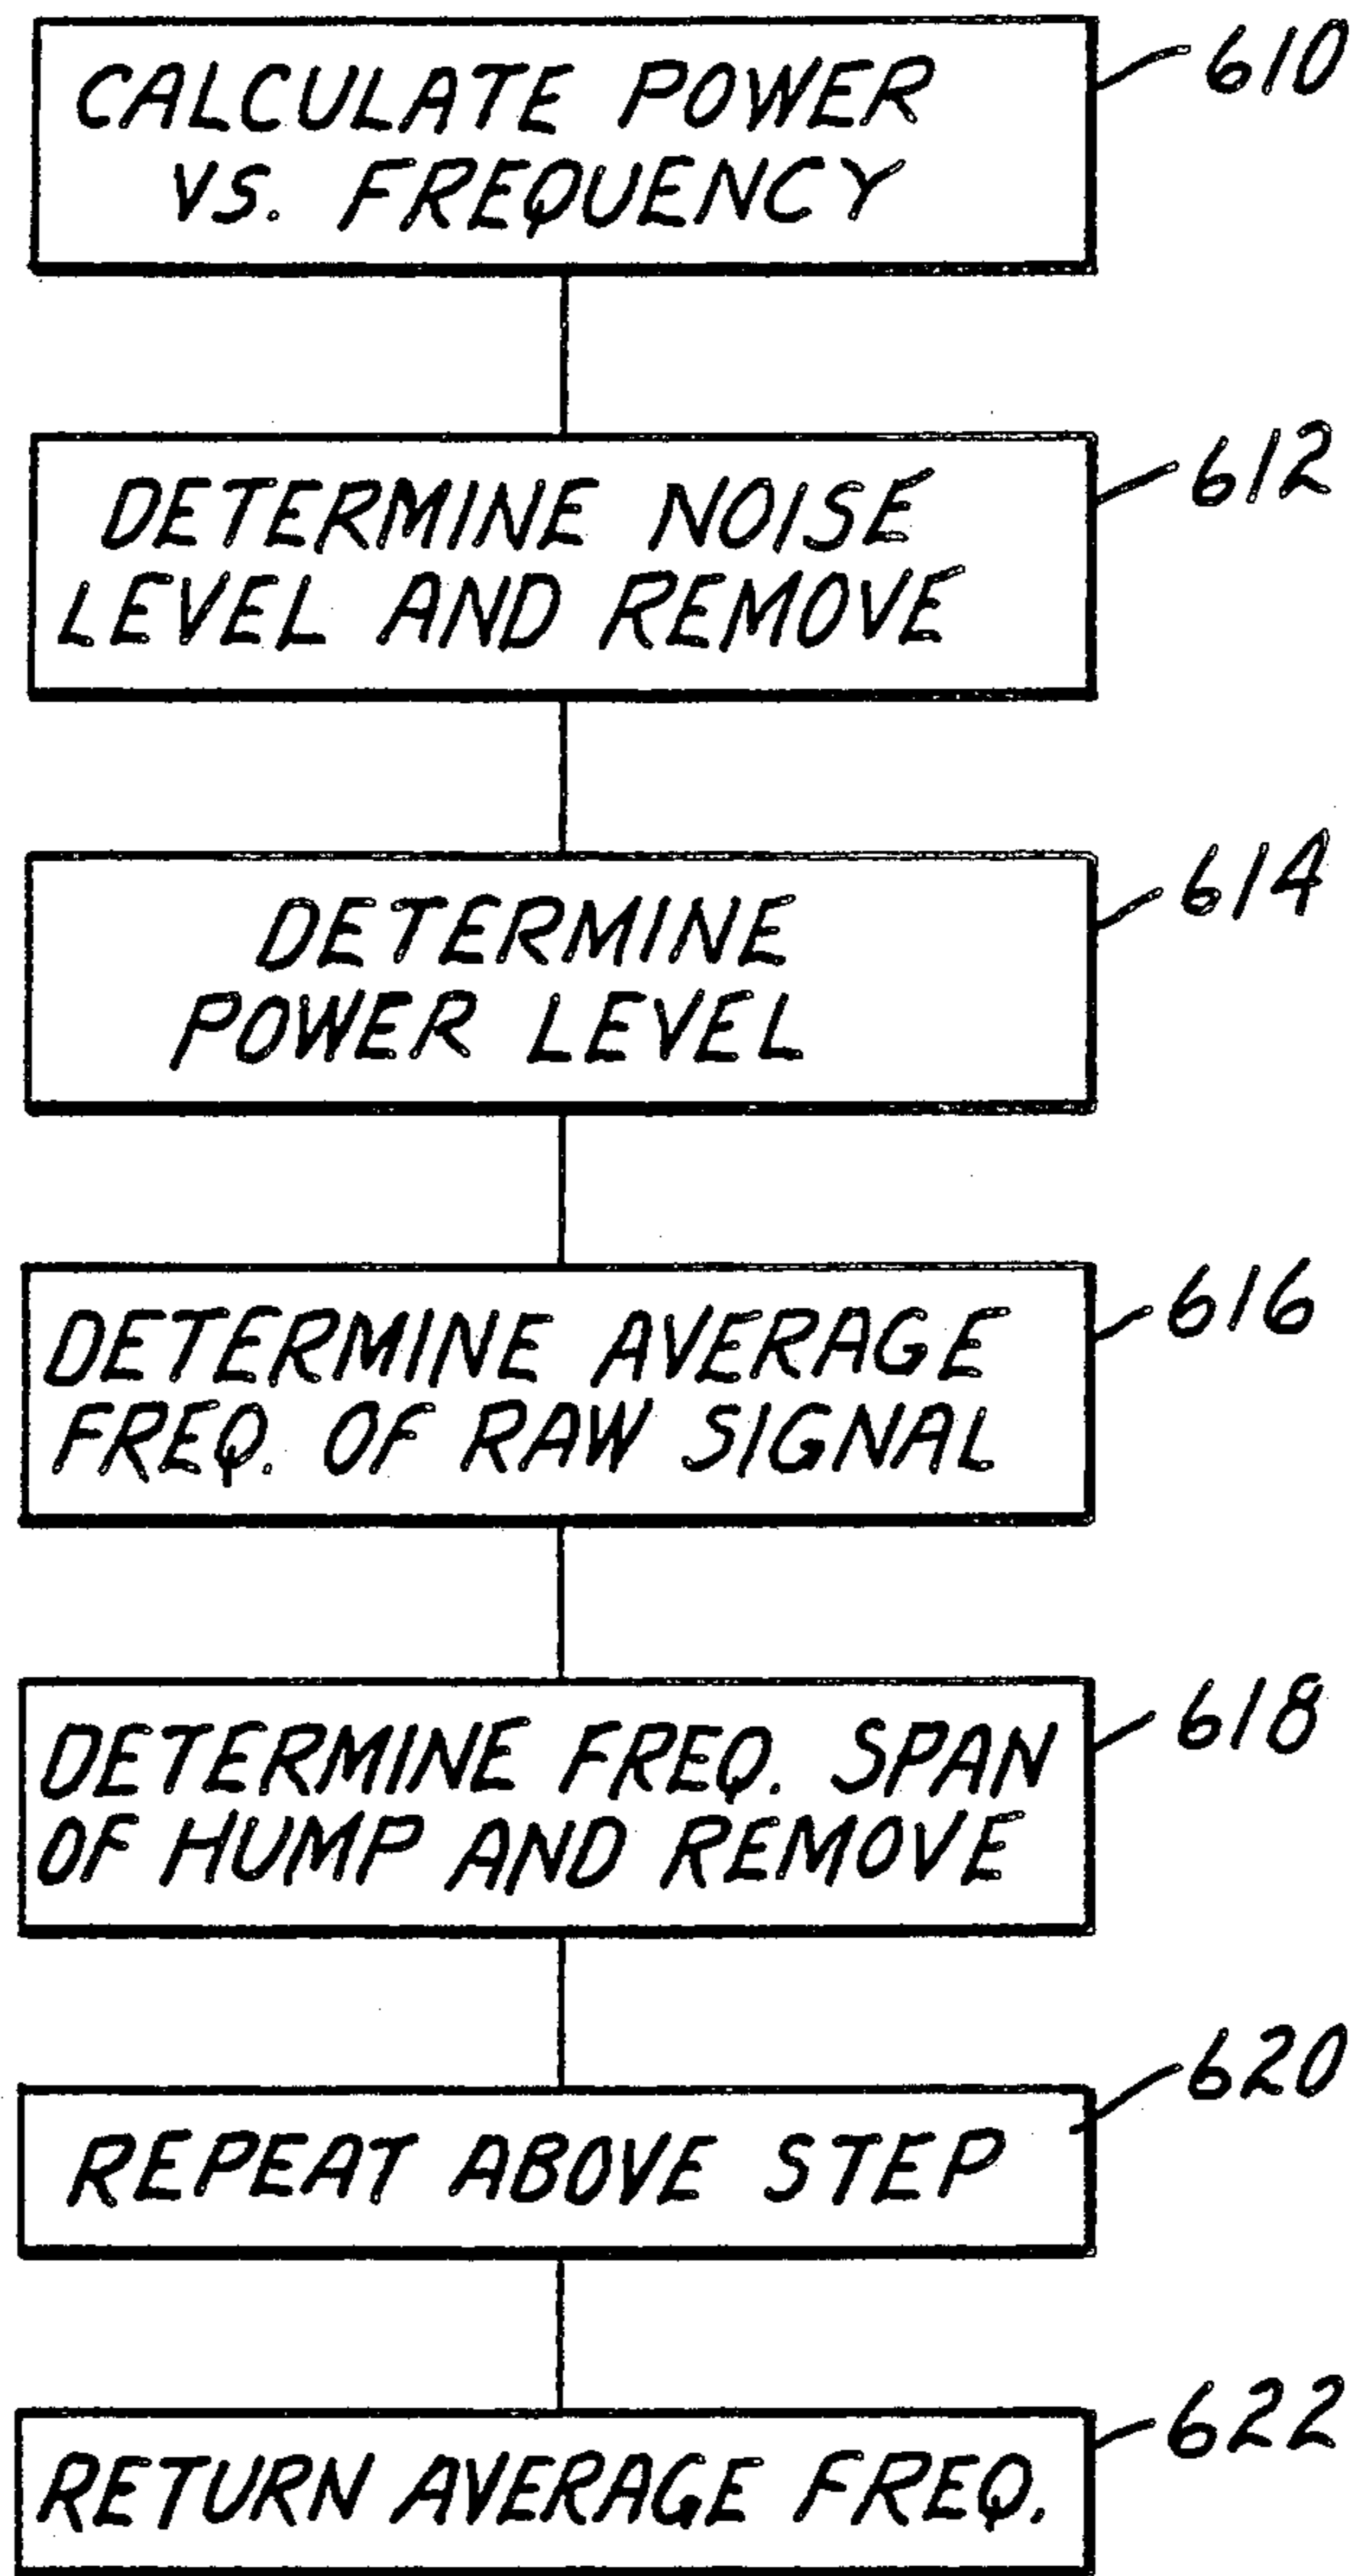 CALCULATE POWER
VS. FREQUENCY
610
DETERMINE NOISE
LEVEL AND REMOVE
612
DETERMINE
POWER LEVEL
614
DETERMINE AVERAGE
FREQ. OF RAW SIGNAL
616
DETERMINE FREQ. SPAN
OF HUMP AND REMOVE
618
REPEAT ABOVE STEP
620
RETURN AVERAGE FREQ.
622